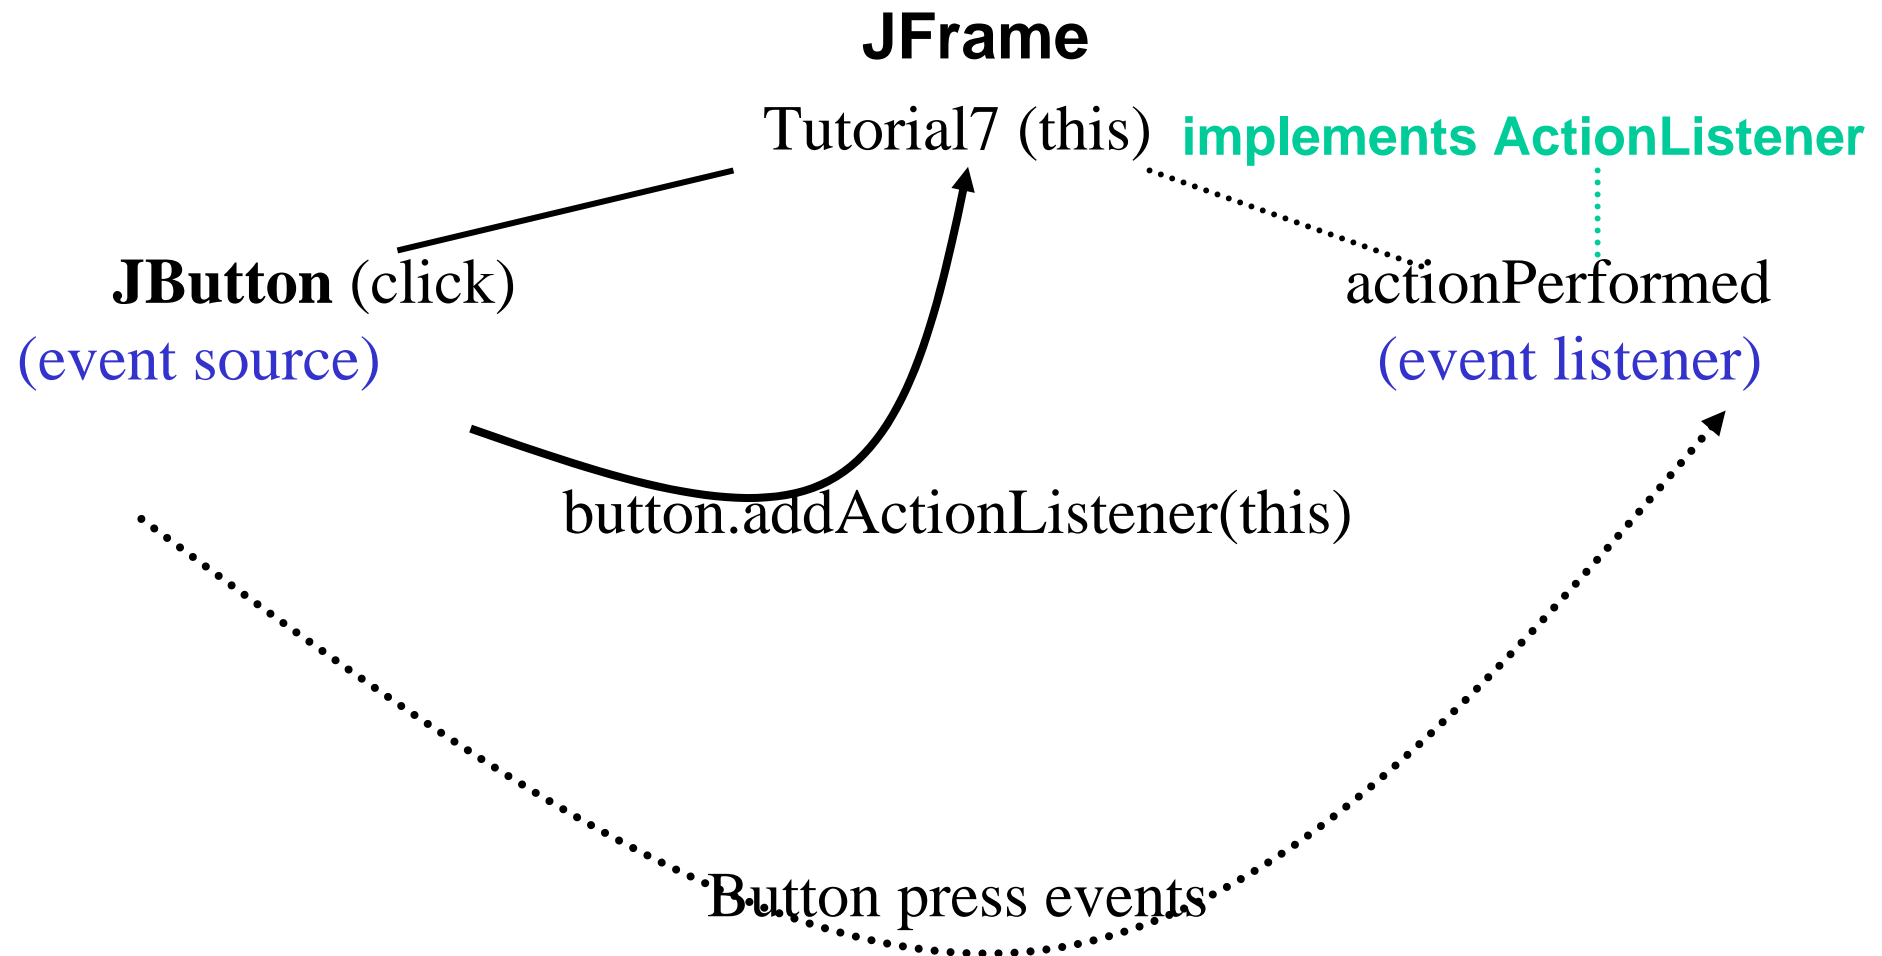 JFrame
Tutorial7 (this) implements ActionListener
JButton (click)
actionPerformed
(event source)
(event listener)
button.addActionListener(this)
Button press events